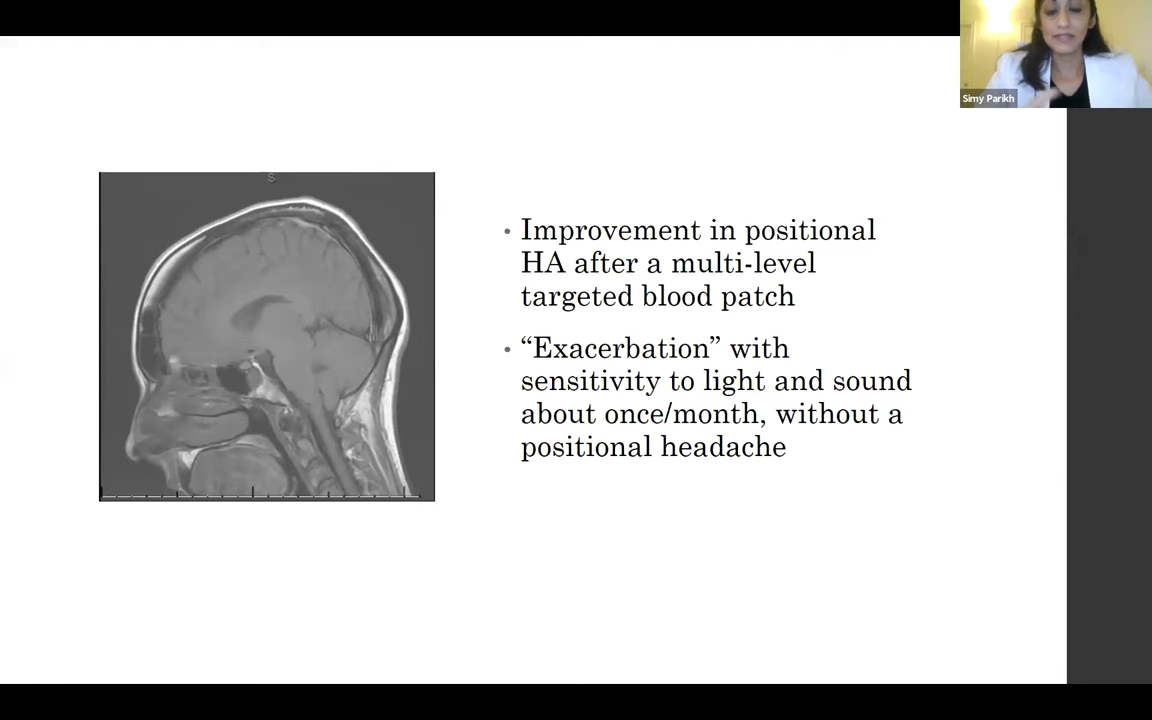 Simy Parikh
S
• Improvement in positional
HA after a multi-level
targeted blood patch
• “Exacerbation” with
sensitivity to light and sound
about once/month, without a
positional headache